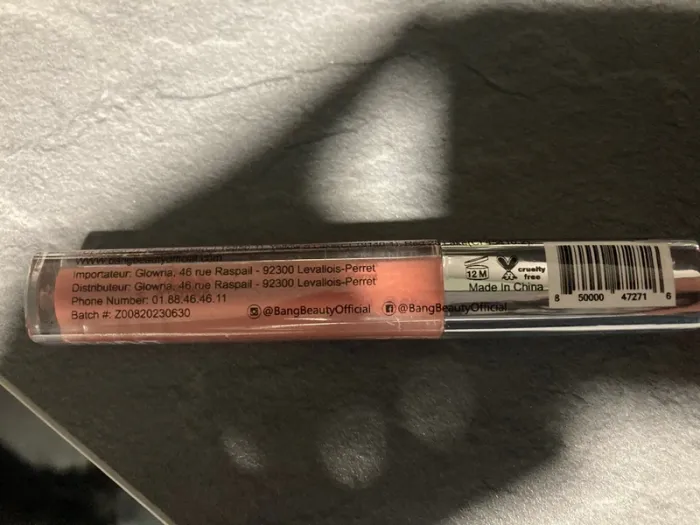 Importateur: Glowria, 46 rue Raspail - 92300 Levallois-Perret
Distributeur: Glowria, 46 rue Raspail - 92300 Levallois-Perret
Phone Number: 01.88.46.46.11
Batch #: Z00820230630
@BangBeautyOfficial
@BangBeautyOfficial
12 M
cruelty
free
Made In China
8 50000 47271 6